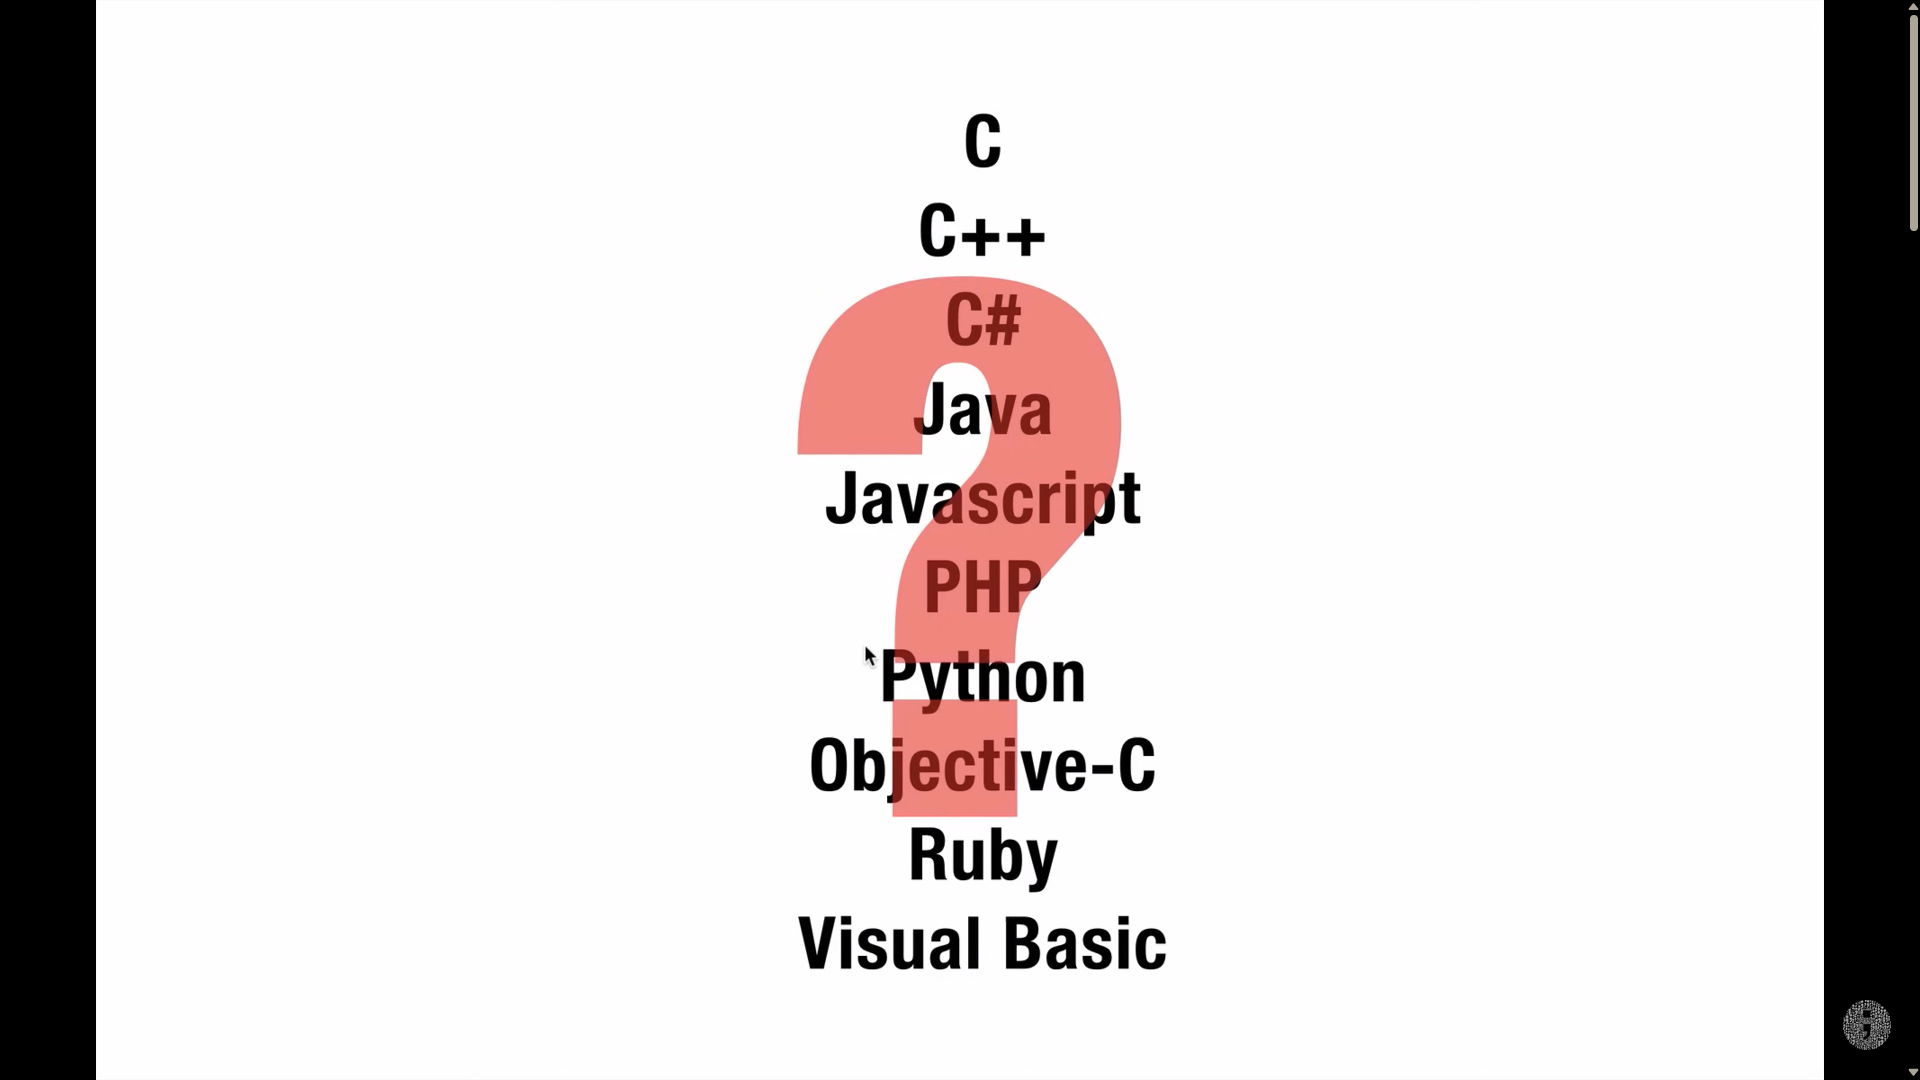 C
C++
C#
Java
Javascript
PHP
Python
Objective-C
Ruby
Visual Basic
?